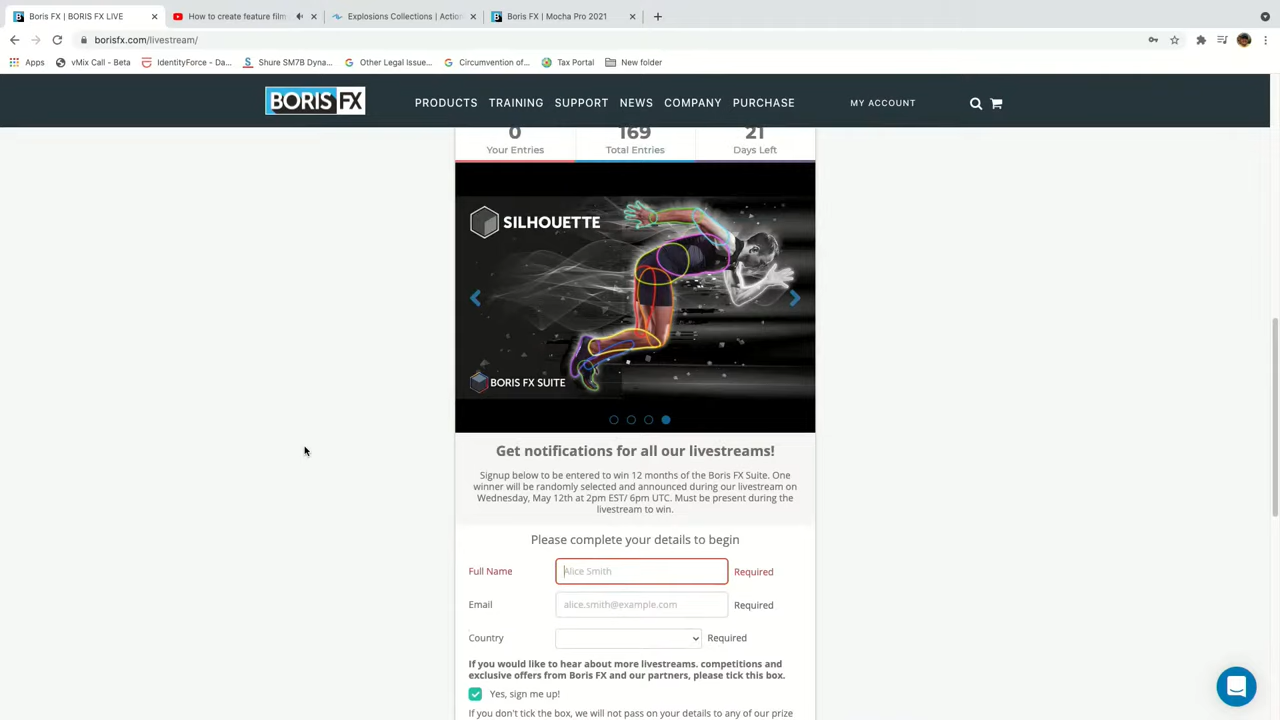 Boris FX | BORIS FX LIVE
How to create feature film
Explosions Collections | Action
Boris FX | Mocha Pro 2021
borisfx.com/livestream/
Apps
vMix Call - Beta
IdentityForce - Da...
Shure SM7B Dyna...
Other Legal Issue...
Circumvention of...
Tax Portal
New folder
BORIS FX
PRODUCTS
TRAINING
SUPPORT
NEWS
COMPANY
PURCHASE
MY ACCOUNT
0
169
21
Your Entries
Total Entries
Days Left
SILHOUETTE
BORIS FX SUITE
Get notifications for all our livestreams!
Signup below to be entered to win 12 months of the Boris FX Suite. One
winner will be randomly selected and announced during our livestream on
Wednesday, May 12th at 2pm EST/ 6pm UTC. Must be present during the
livestream to win.
Please complete your details to begin
Full Name
Alice Smith
Required
Email
alice.smith@example.com
Required
Country
Required
If you would like to hear about more livestreams. competitions and
exclusive offers from Boris FX and our partners, please tick this box.
Yes, sign me up!
If you don't tick the box, we will not pass on your details to any of our prize